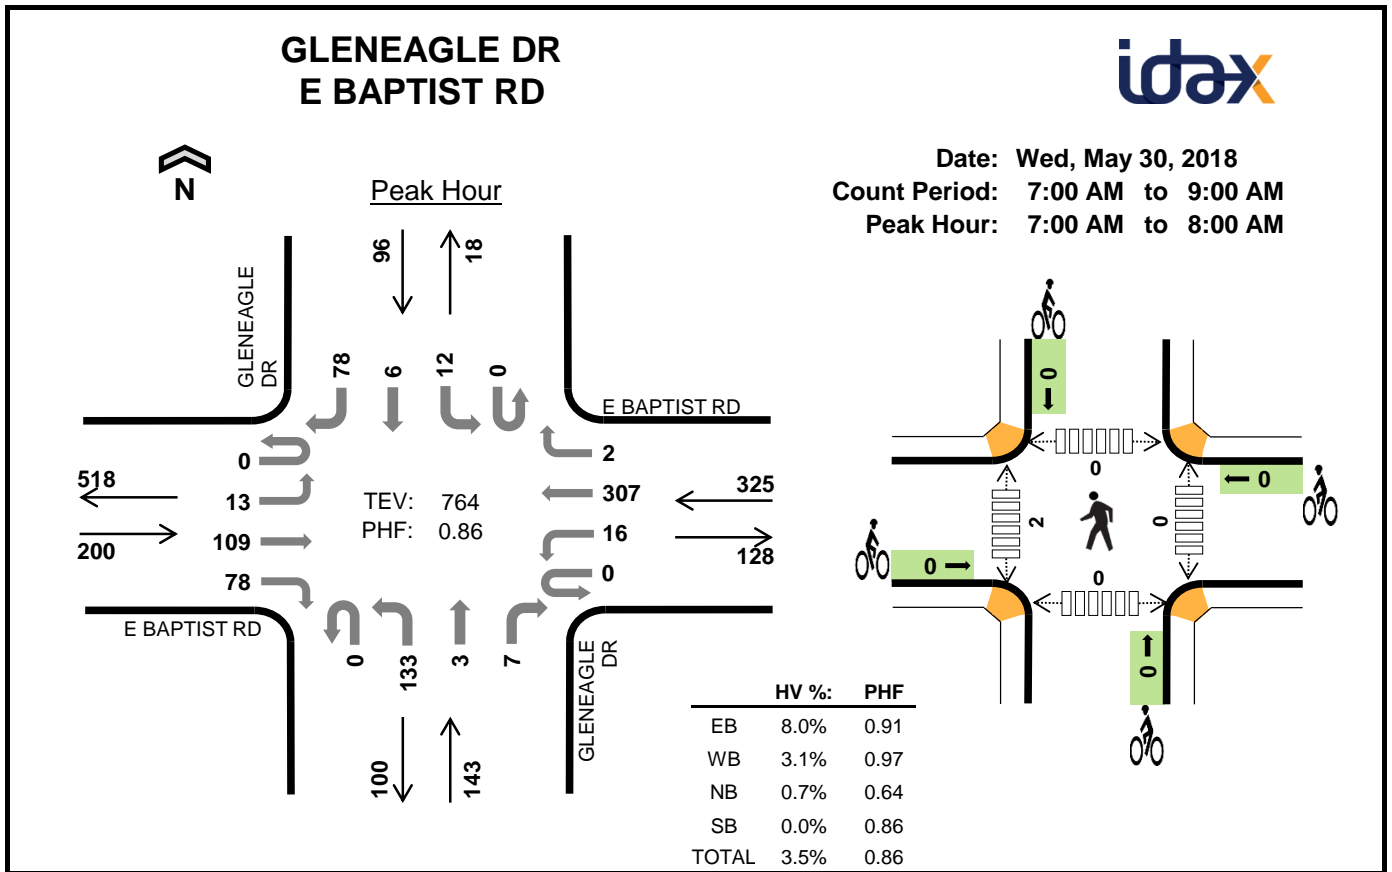 GLENEAGLE DR
E BAPTIST RD
idax
N
Peak Hour
Date: Wed, May 30, 2018
Count Period: 7:00 AM to 9:00 AM
Peak Hour: 7:00 AM to 8:00 AM
96
18
GLENEAGLE
DR
78
6
12
0
E BAPTIST RD
0
13
109
78
518
200
TEV: 764
PHF: 0.86
2
307
16
0
325
128
E BAPTIST RD
0
133
3
7
GLENEAGLE
DR
100
143
0
0
0
2
0
0
0
0
HV %: PHF
EB 8.0% 0.91
WB 3.1% 0.97
NB 0.7% 0.64
SB 0.0% 0.86
TOTAL 3.5% 0.86